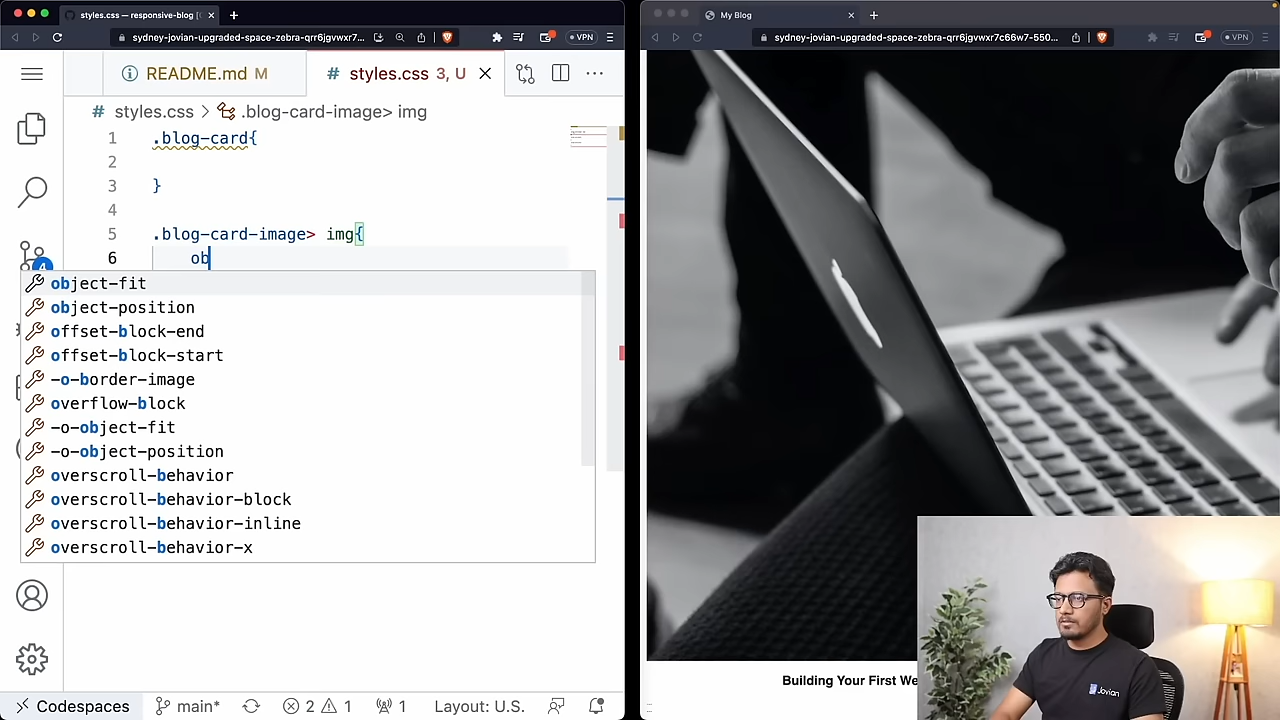 styles.css — responsive-blog [C
My Blog
sydney-jovian-upgraded-space-zebra-qrr6jgvwxr7...
VPN
sydney-jovian-upgraded-space-zebra-qrr6jgvwxr7c66w7-550...
VPN
README.md M
# styles.css 3, U
# styles.css > .blog-card-image> img
1 .blog-card{
2
3 }
4
5 .blog-card-image> img{
6 ob
object-fit
object-position
offset-block-end
offset-block-start
-o-border-image
overflow-block
-o-object-fit
-o-object-position
overscroll-behavior
overscroll-behavior-block
overscroll-behavior-inline
overscroll-behavior-x
Jovian
Building Your First We
Codespaces
main*
2
1
1
Layout: U.S.